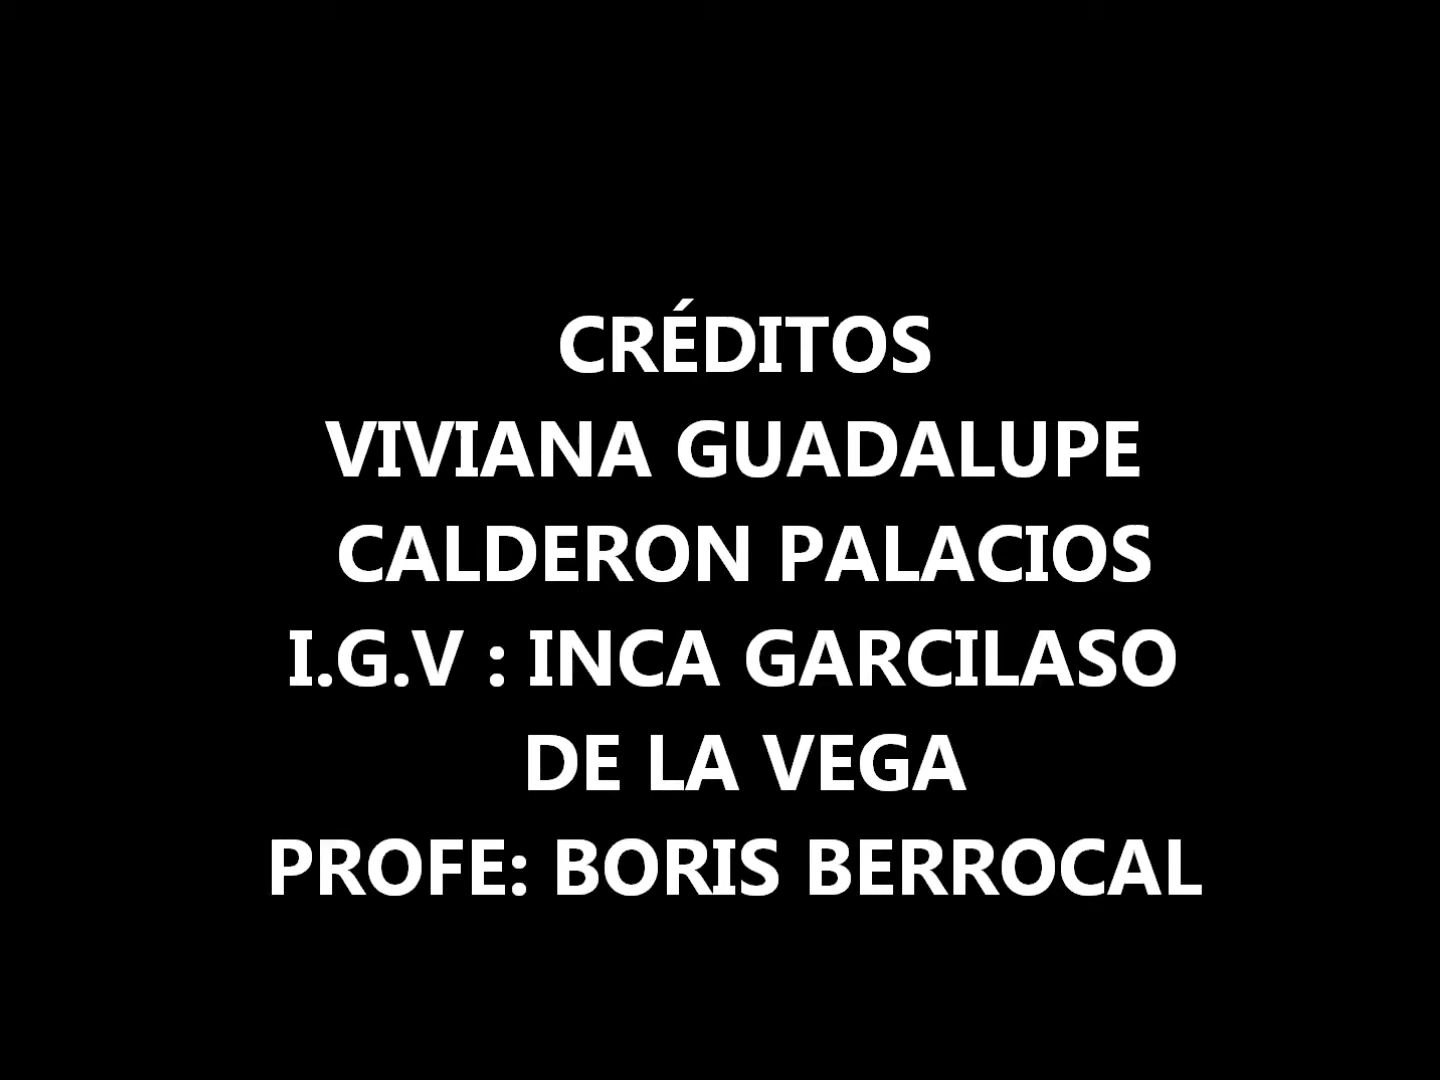 CRÉDITOS
VIVIANA GUADALUPE
CALDERON PALACIOS
I.G.V : INCA GARCILASO
DE LA VEGA
PROFE: BORIS BERROCAL